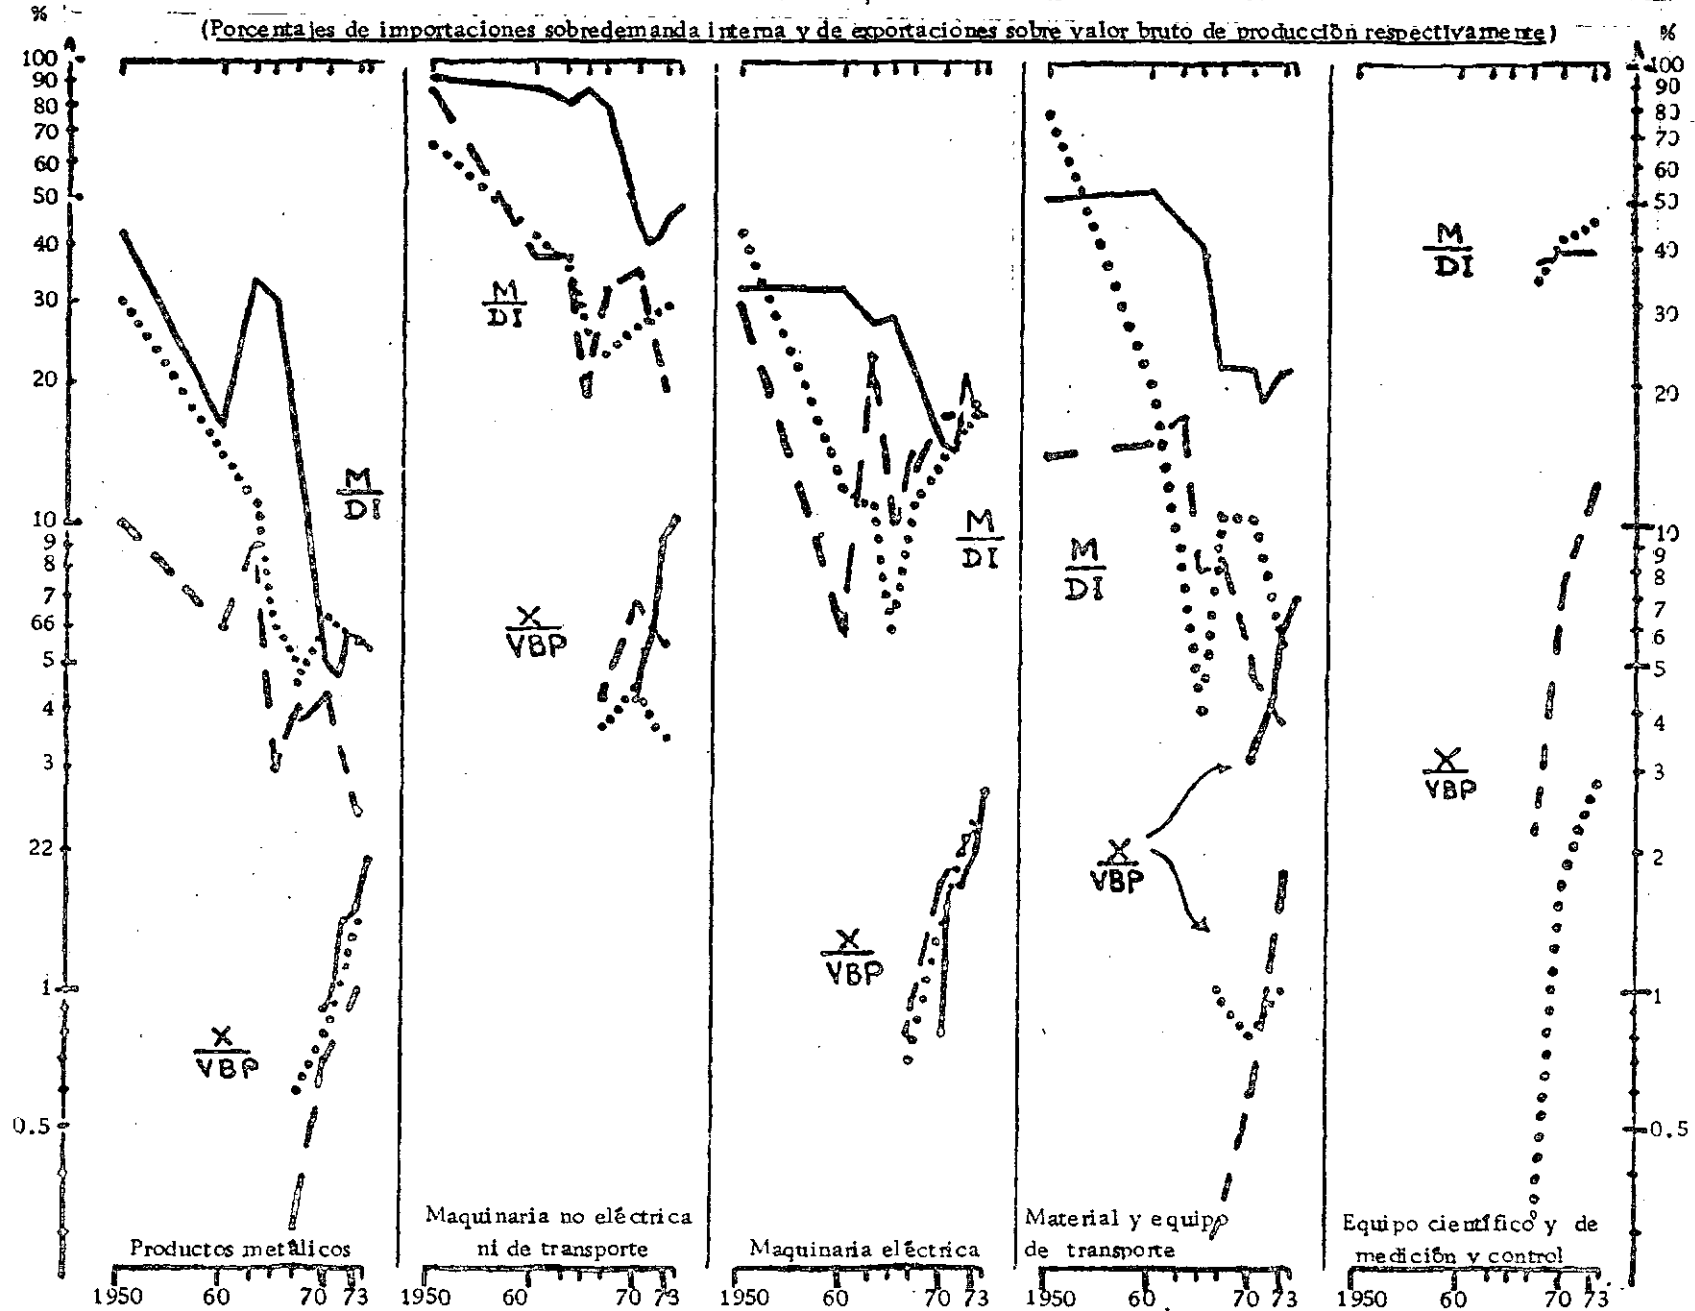 %
%
(Porcentajes de importaciones sobredemanda interna y de exportaciones sobre valor bruto de producción respectivamente)
100
90
80
70
60
50
40
30
20
10
9
8
7
66
5
4
3
22
1
0.5
M
DI
X
VBP
Productos metálicos
1950 60 70 73
M
DI
X
VBP
Maquinaria no eléctrica
ni de transporte
1950 60 70 73
M
DI
X
VBP
Maquinaria eléctrica
1950 60 70 73
M
DI
X
VBP
Material y equipo
de transporte
1950 60 70 73
M
DI
X
VBP
Equipo científico y de
medición y control
1950 60 70 73
100
90
80
70
60
50
40
30
20
10
9
8
7
6
5
4
3
2
1
0.5